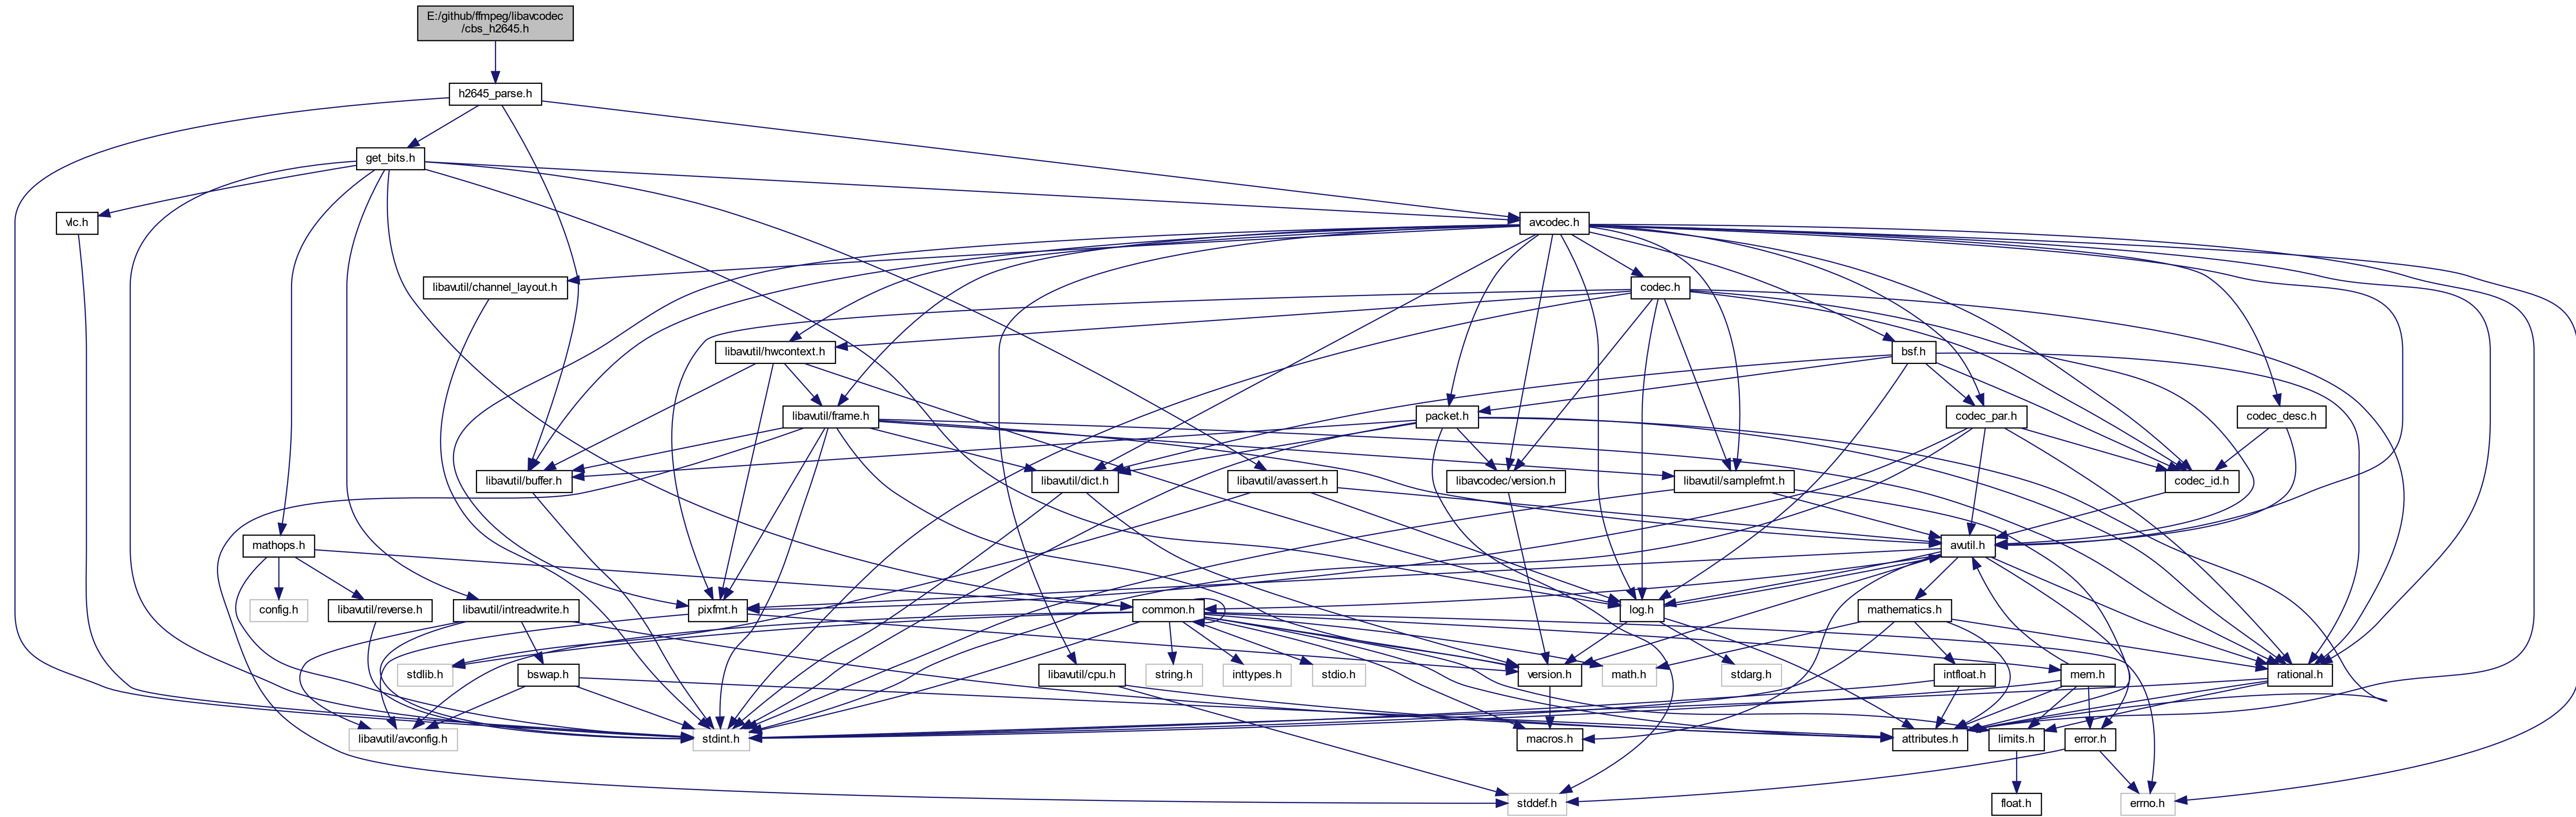 E:/github/ffmpeg/libavcodec
/cbs_h2645.h
h2645_parse.h
get_bits.h
vlc.h
avcodec.h
libavutil/channel_layout.h
codec.h
libavutil/hwcontext.h
bsf.h
libavutil/frame.h
packet.h
codec_par.h
codec_desc.h
libavutil/buffer.h
libavutil/dict.h
libavutil/avassert.h
libavcodec/version.h
libavutil/samplefmt.h
codec_id.h
mathops.h
avutil.h
config.h
libavutil/reverse.h
libavutil/intreadwrite.h
pixfmt.h
common.h
log.h
mathematics.h
stdlib.h
bswap.h
libavutil/cpu.h
string.h
inttypes.h
stdio.h
version.h
math.h
stdarg.h
intfloat.h
mem.h
rational.h
libavutil/avconfig.h
stdint.h
macros.h
attributes.h
limits.h
error.h
stddef.h
float.h
errno.h